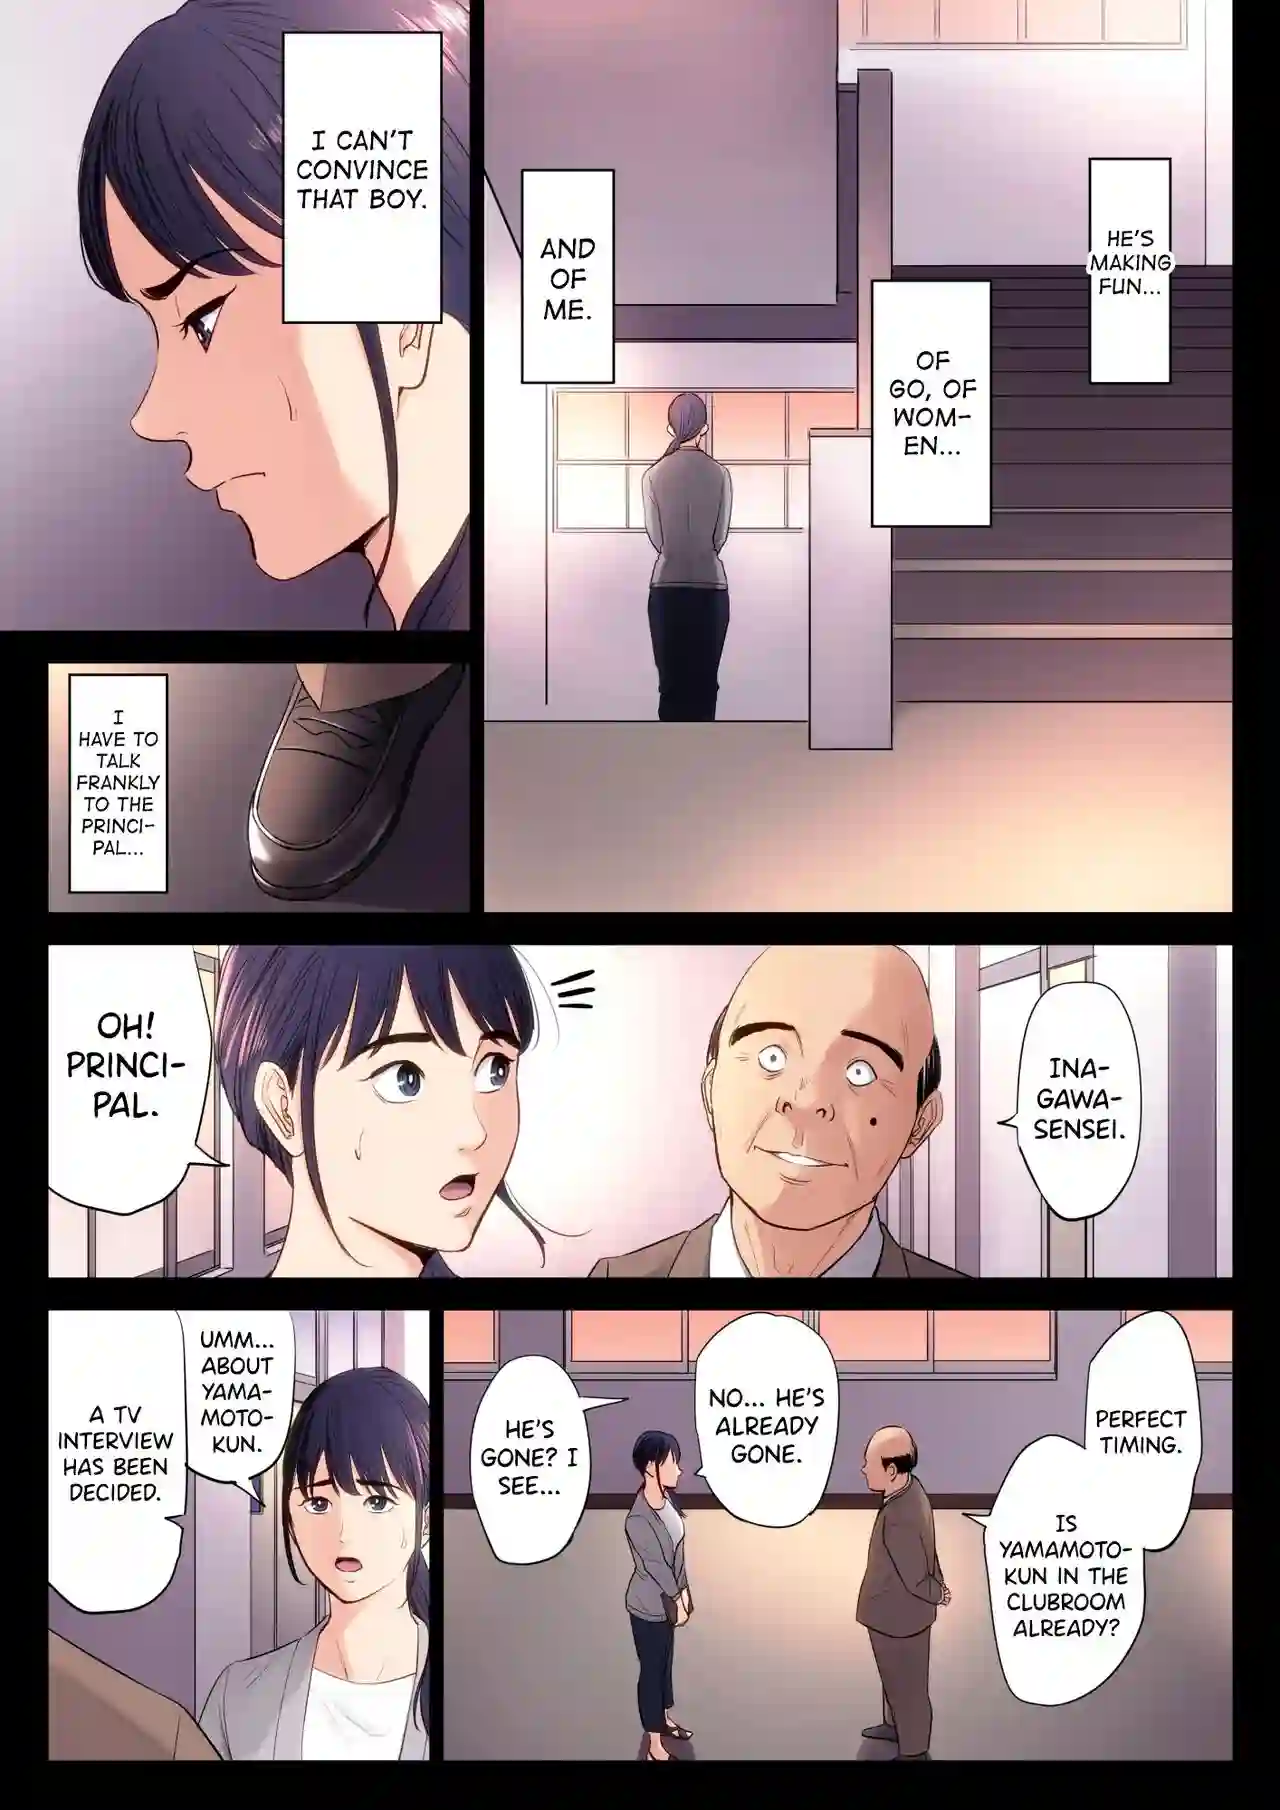 HE'S
MAKING
FUN...
OF
GO, OF
WOM-
EN...
AND
OF
ME.
I CAN'T
CONVINCE
THAT BOY.
I
HAVE TO
TALK
FRANKLY
TO THE
PRINCI-
PAL...
INA-
GAWA-
SENSEI.
OH!
PRINCI-
PAL.
PERFECT
TIMING.
IS
YAMAMOTO-
KUN IN THE
CLUBROOM
ALREADY?
NO... HE'S
ALREADY
GONE.
HE'S
GONE? I
SEE...
UMM...
ABOUT
YAMA-
MOTO-
KUN.
A TV
INTERVIEW
HAS BEEN
DECIDED.